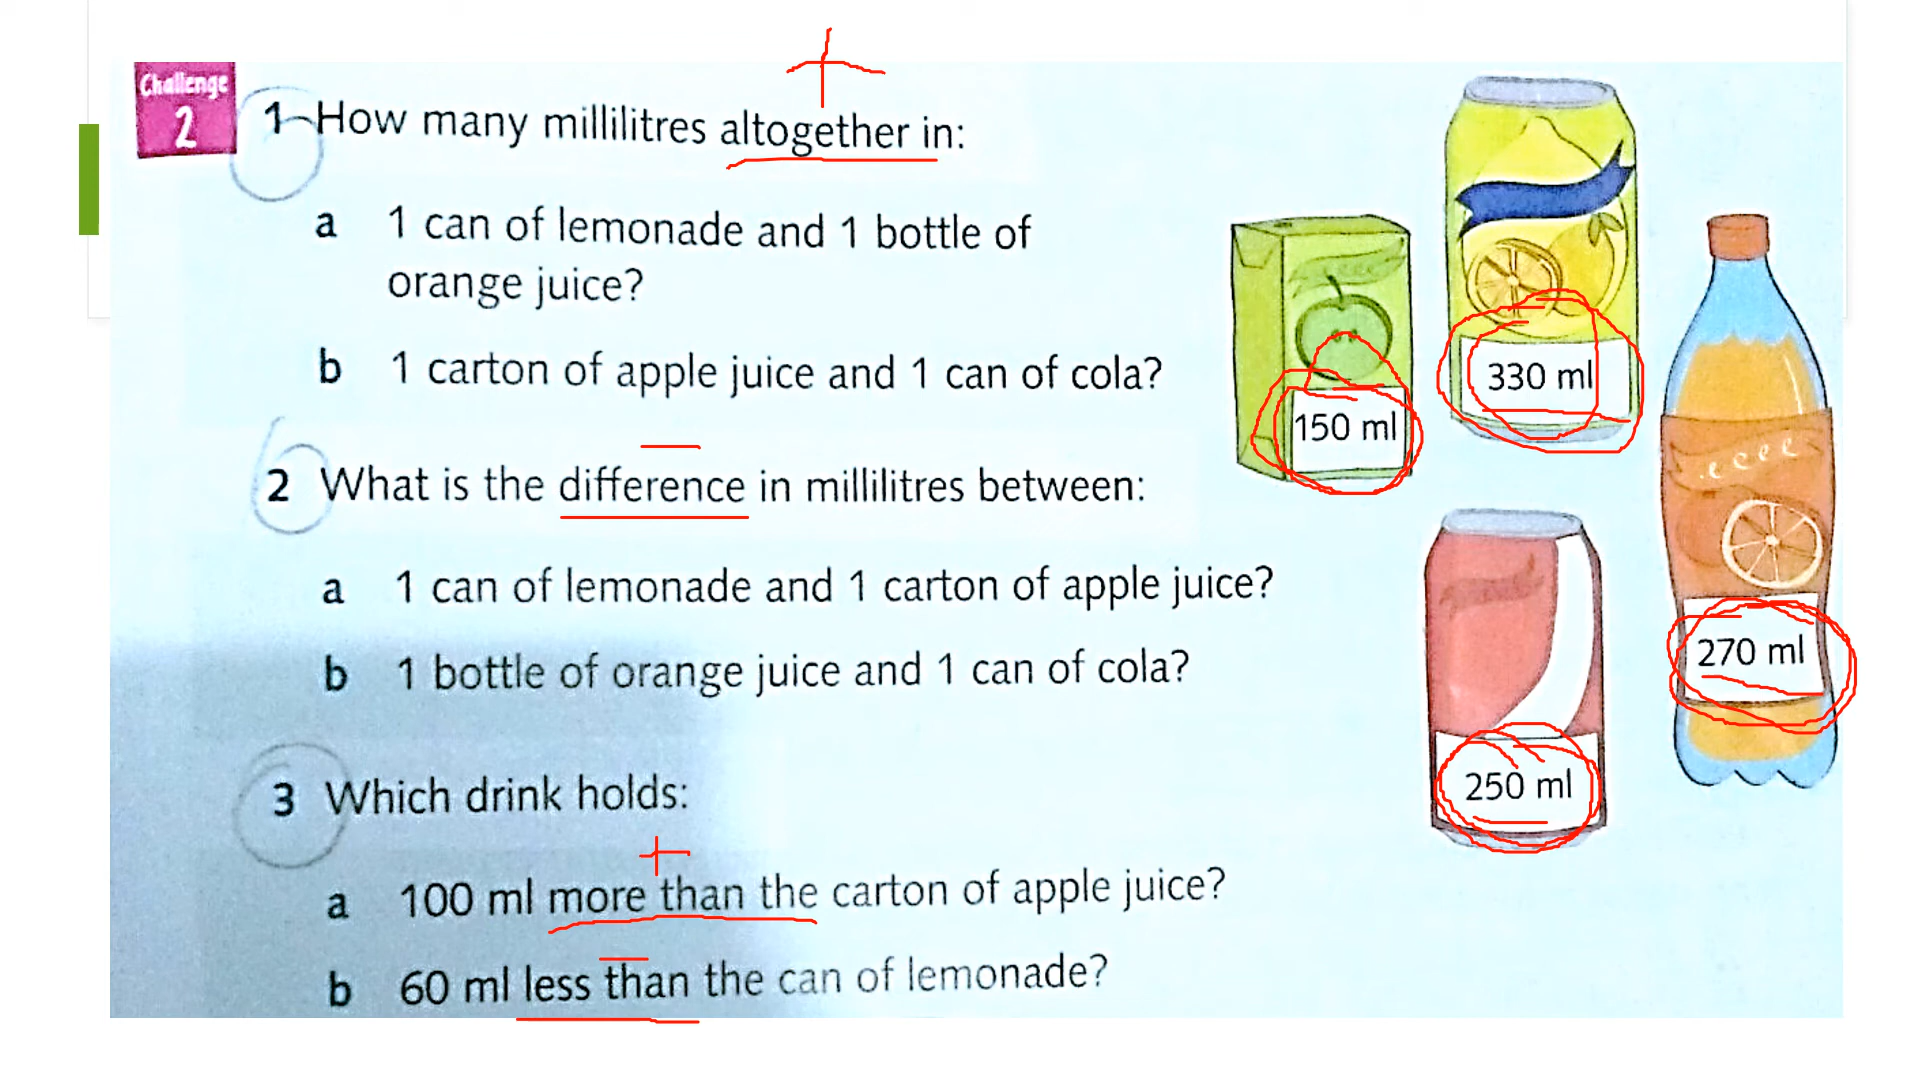 Challenge
2
1 How many millilitres altogether in:
a 1 can of lemonade and 1 bottle of
orange juice?
b 1 carton of apple juice and 1 can of cola?
2 What is the difference in millilitres between:
a 1 can of lemonade and 1 carton of apple juice?
b 1 bottle of orange juice and 1 can of cola?
3 Which drink holds:
a 100 ml more than the carton of apple juice?
b 60 ml less than the can of lemonade?
150 ml
330 ml
270 ml
250 ml